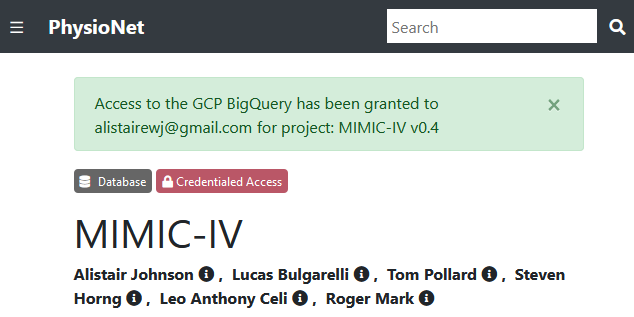 PhysioNet
Search
Access to the GCP BigQuery has been granted to
alistairewj@gmail.com for project: MIMIC-IV v0.4
×
Database
Credentialed Access
MIMIC-IV
Alistair Johnson , Lucas Bulgarelli , Tom Pollard , Steven
Horng , Leo Anthony Celi , Roger Mark